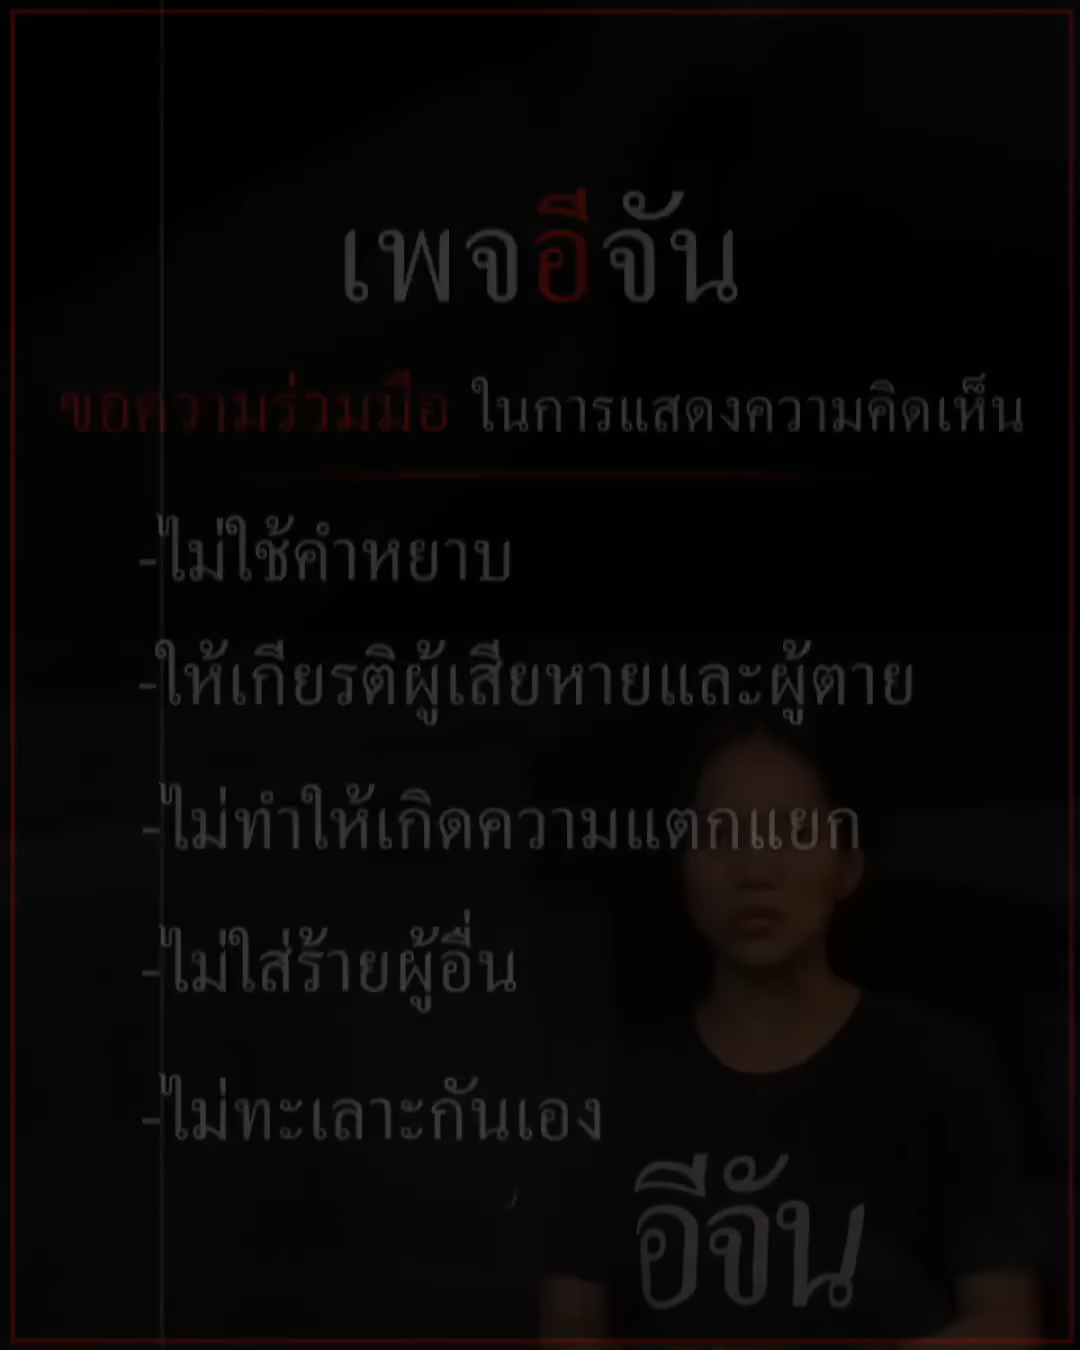 เพจอีจัน
ขอความร่วมมือ ในการแสดงความคิดเห็น
-ไม่ใช้คำหยาบ
-ให้เกียรติผู้เสียหายและผู้ตาย
-ไม่ทำให้เกิดความแตกแยก
-ไม่ใส่ร้ายผู้อื่น
-ไม่ทะเลาะกันเอง
อีจัน